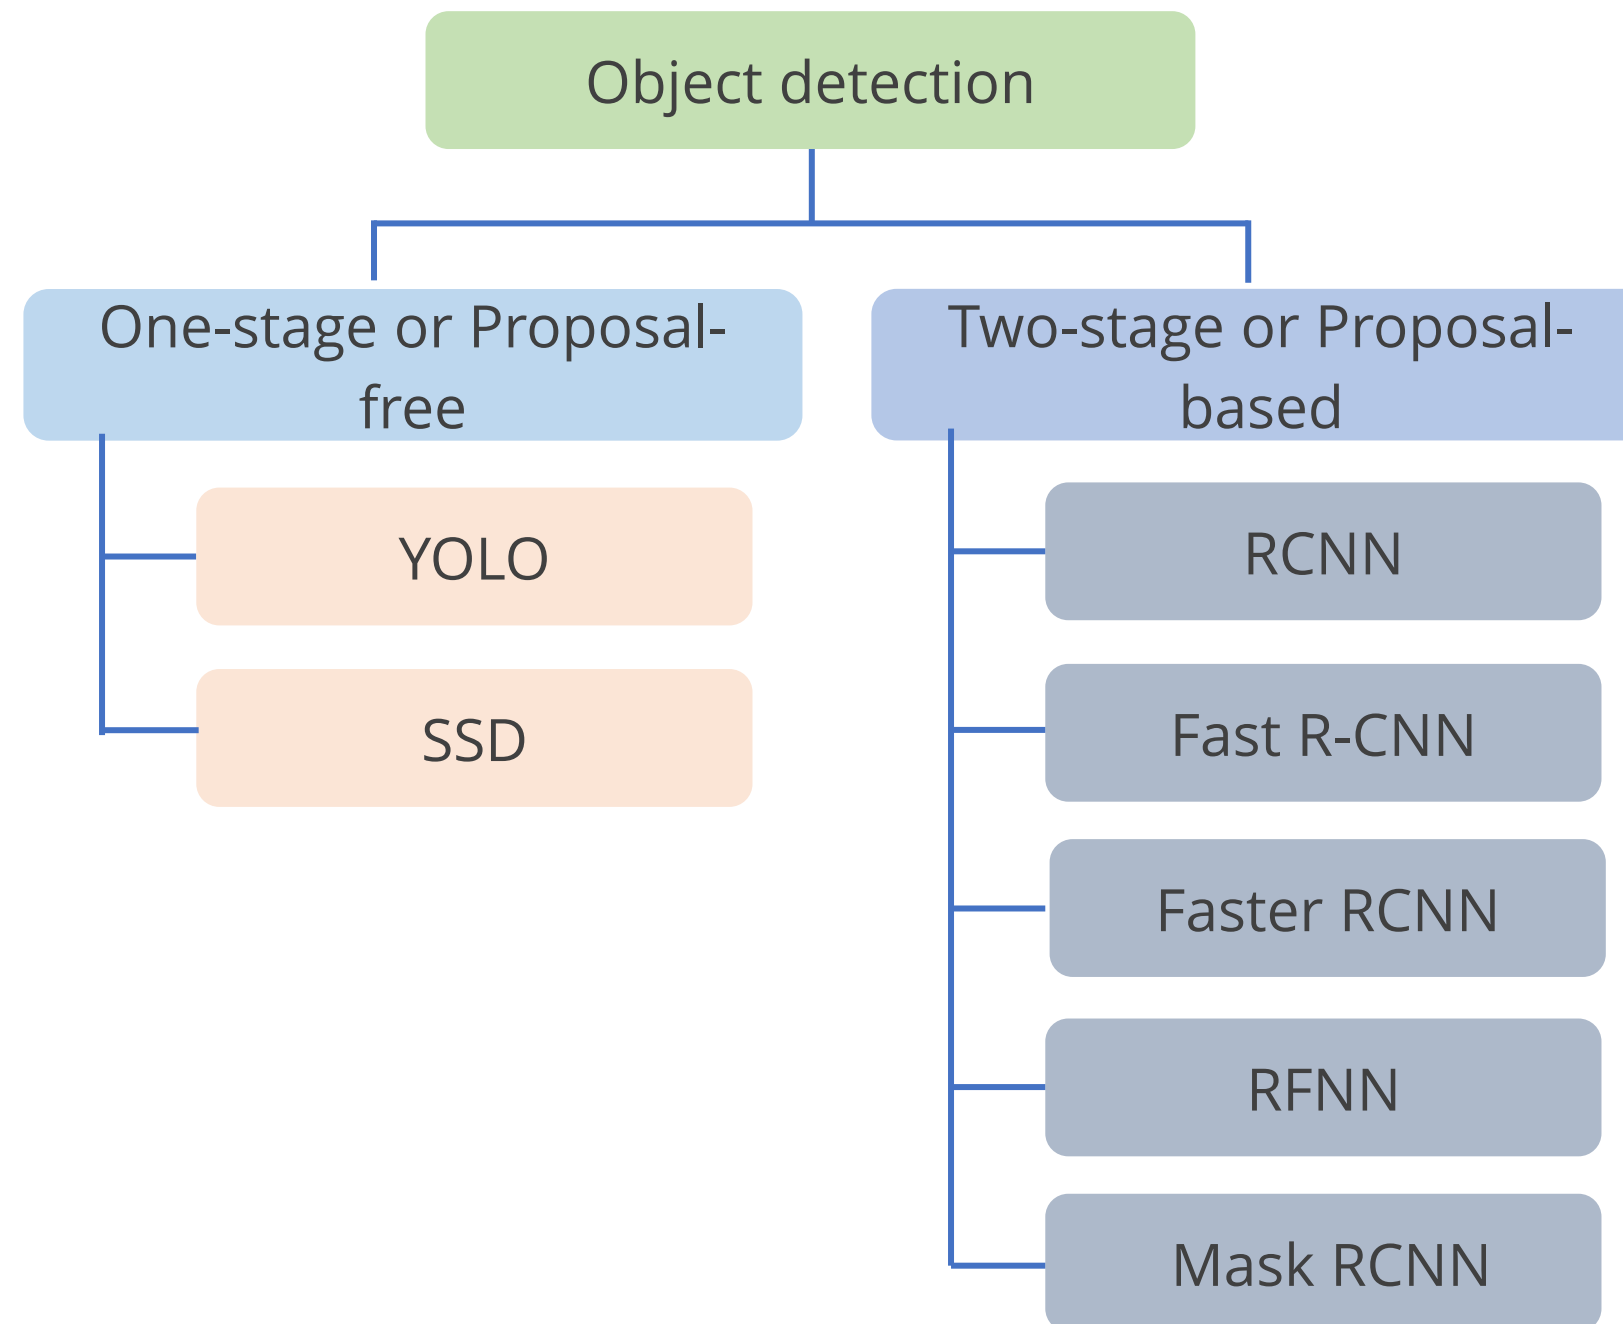 Object detection
One-stage or Proposal-
free
YOLO
SSD
Two-stage or Proposal-
based
RCNN
Fast R-CNN
Faster RCNN
RFNN
Mask RCNN